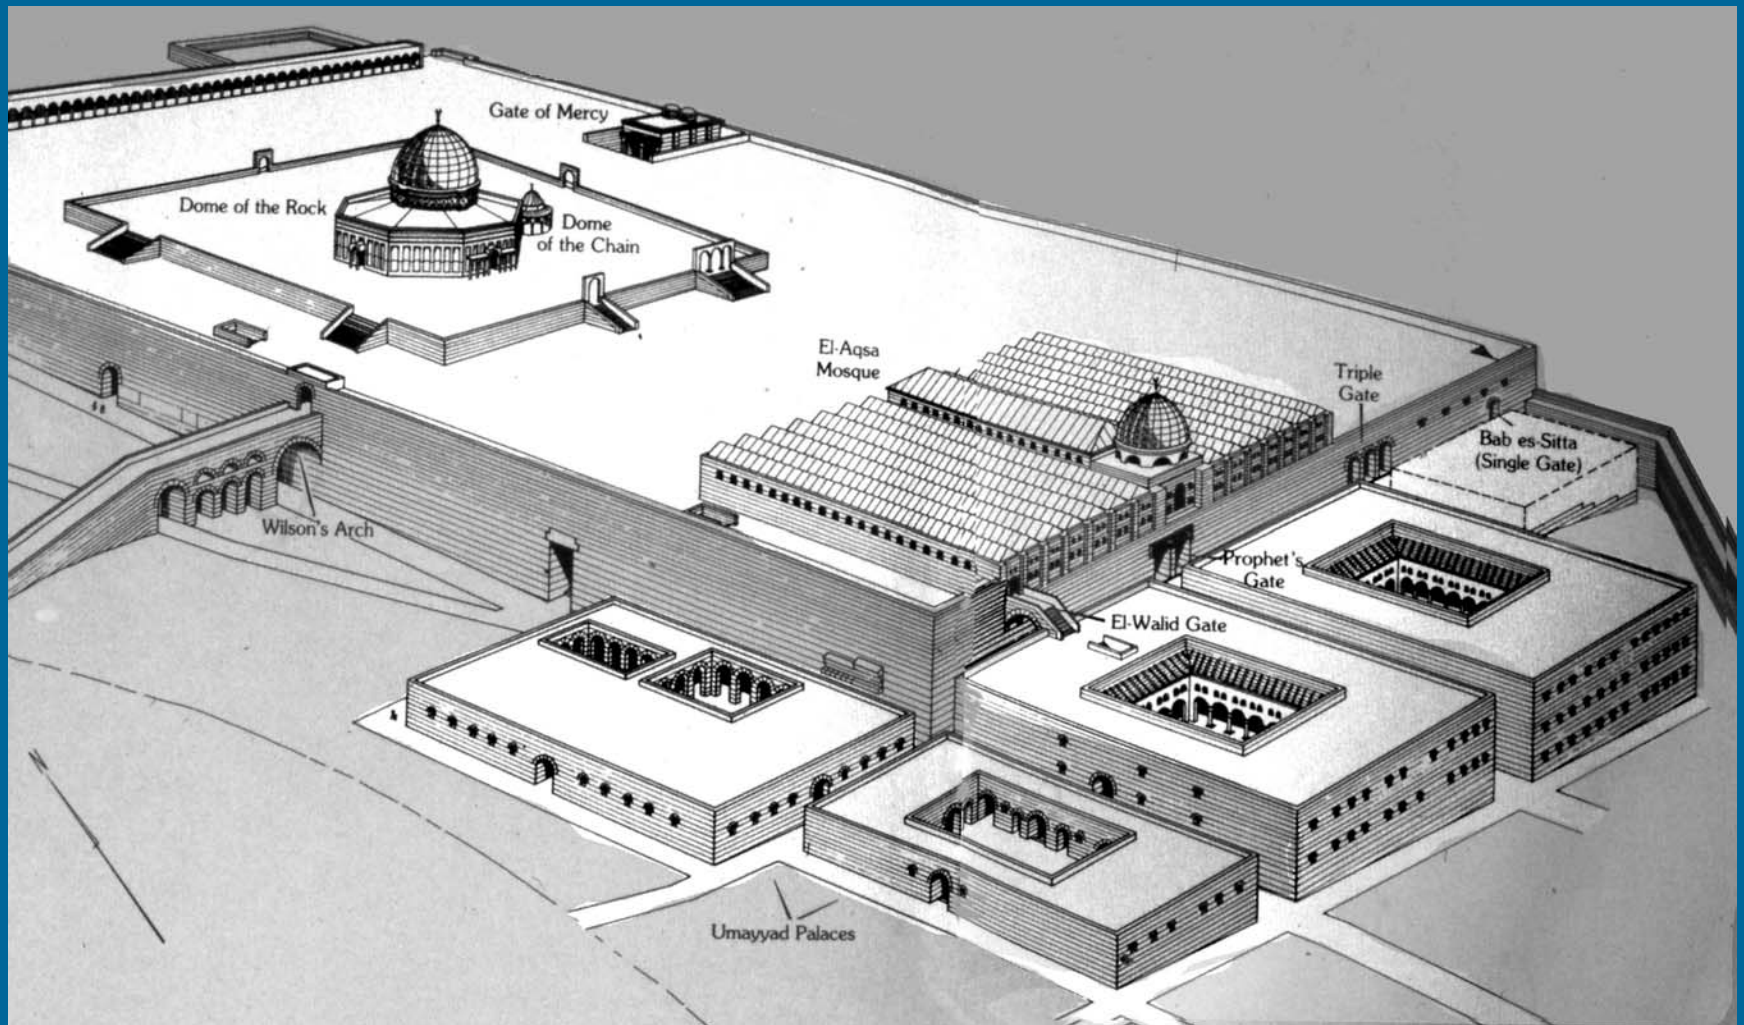 Gate of Mercy
Dome of the Rock
Dome
of the Chain
El-Aqsa
Mosque
Triple
Gate
Bab es-Sitta
(Single Gate)
Wilson's Arch
Prophet's
Gate
El-Walid Gate
Umayyad Palaces
N